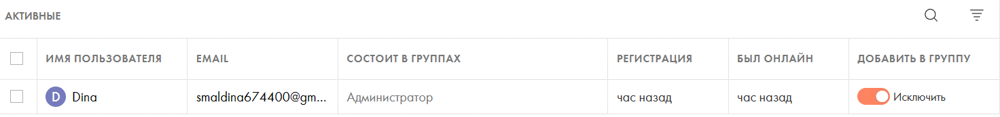 АКТИВНЫЕ
ИМЯ ПОЛЬЗОВАТЕЛЯ EMAIL СОСТОИТ В ГРУППАХ РЕГИСТРАЦИЯ БЫЛ ОНЛАЙН ДОБАВИТЬ В ГРУППУ
D Dina smaldina674400@gm... Администратор час назад час назад Исключить